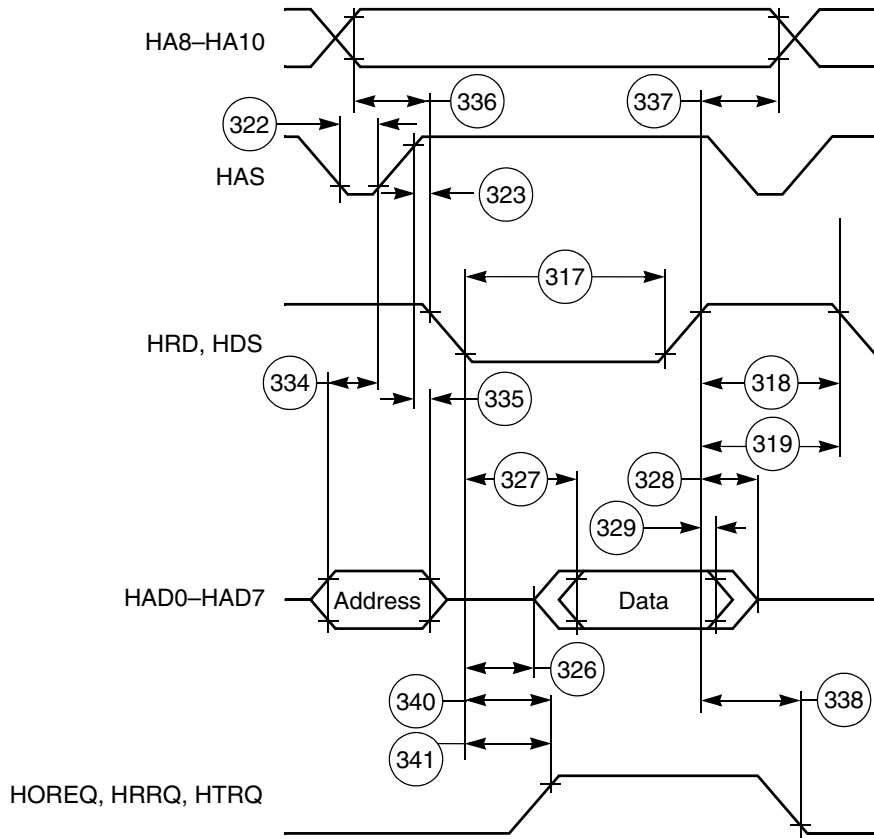 HA8–HA10
336
337
322
HAS
323
317
HRD, HDS
334
335
318
319
327
328
329
HAD0–HAD7
Address
Data
326
340
338
341
HOREQ, HRRQ, HTRQ